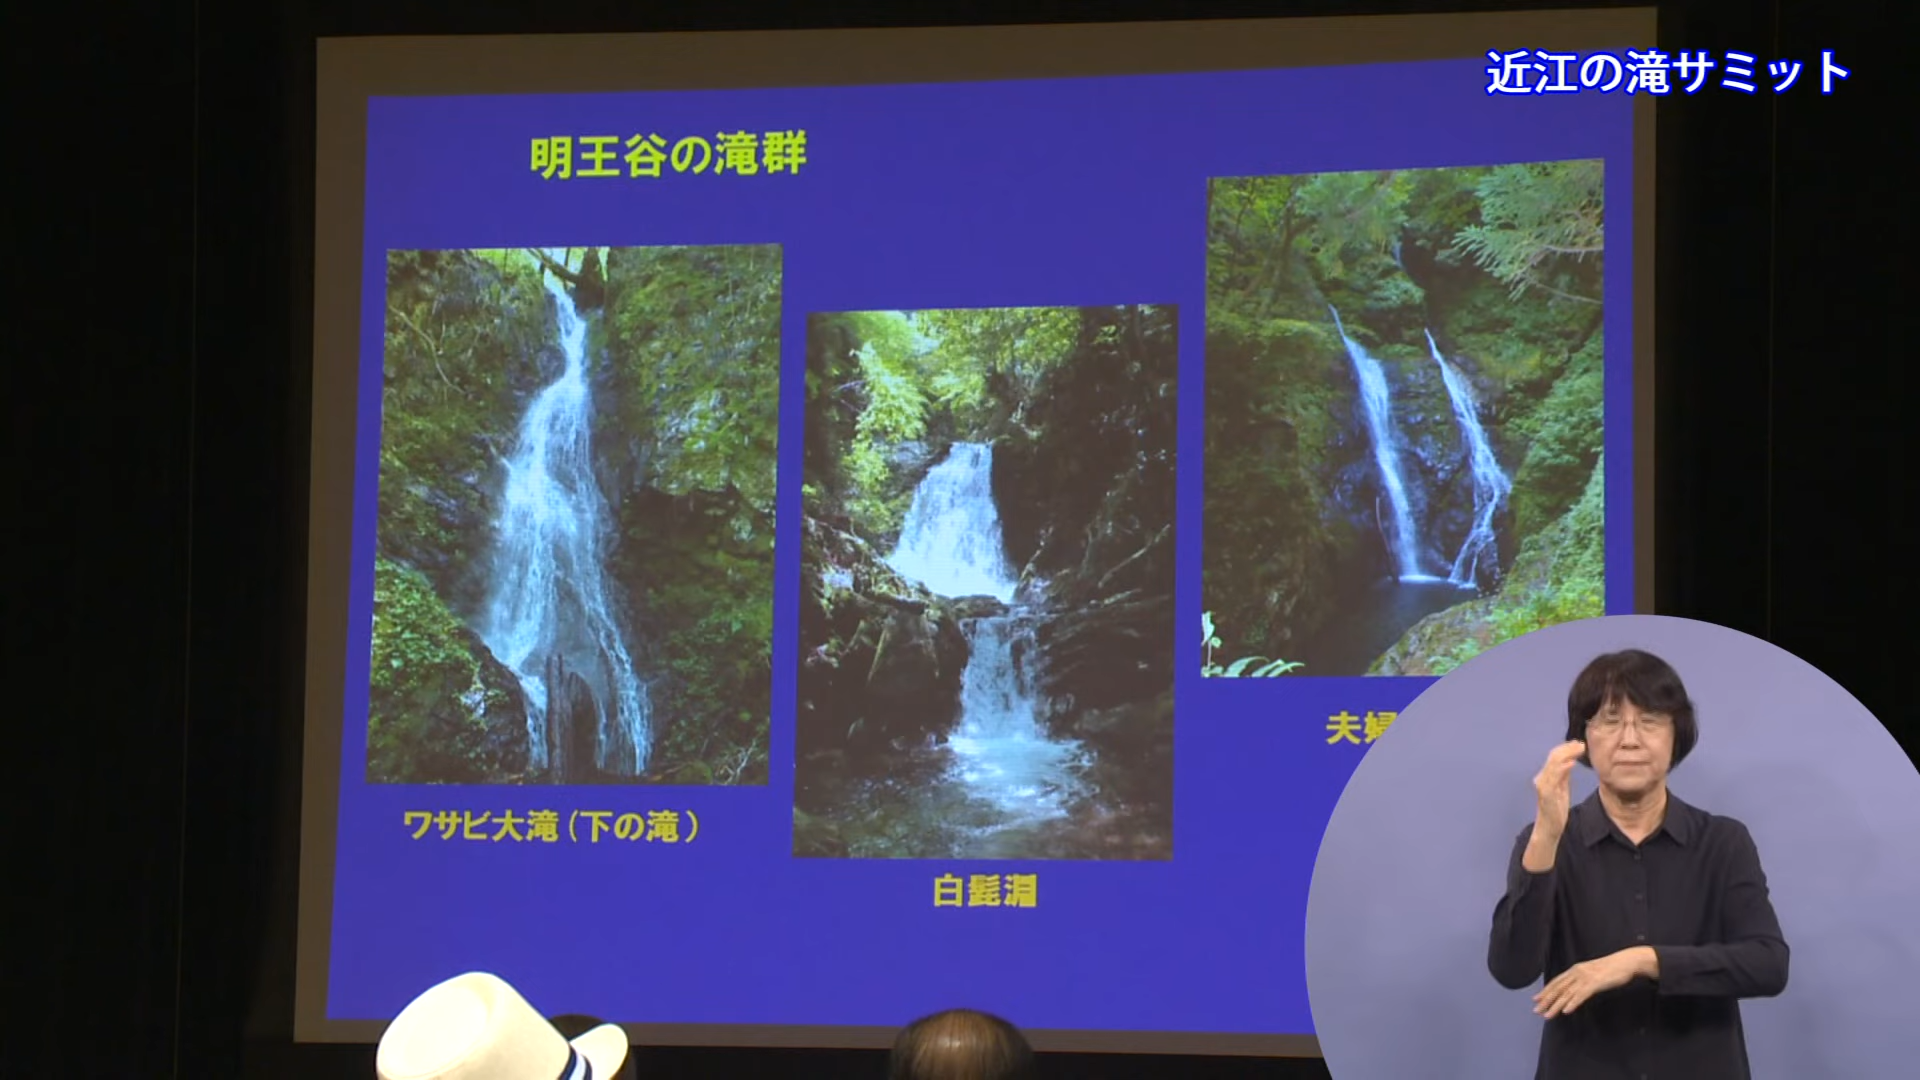 近江の滝サミット
明王谷の滝群
夫婦
ワサビ大滝(下の滝)
白髭淵